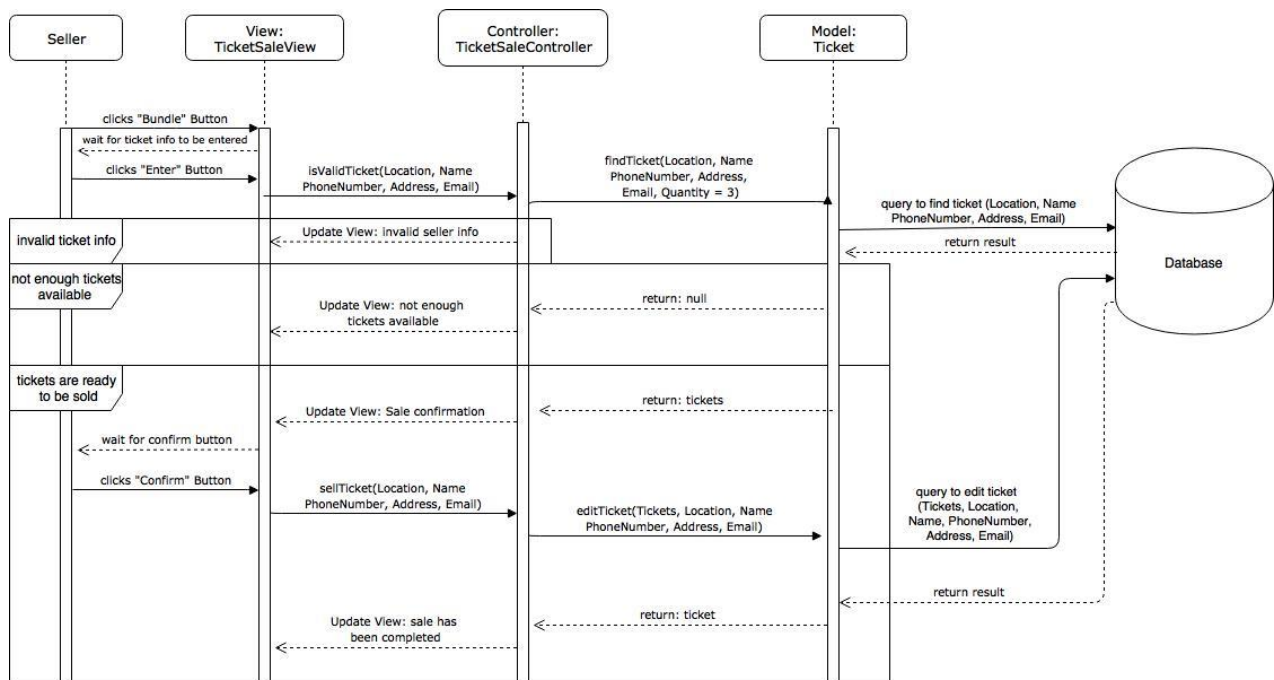 Seller
View:
TicketSaleView
Controller:
TicketSaleController
Model:
Ticket
clicks "Bundle" Button
wait for ticket info to be entered
clicks "Enter" Button
isValidTicket(Location, Name
PhoneNumber, Address, Email)
findTicket(Location, Name
PhoneNumber, Address,
Email, Quantity = 3)
query to find ticket (Location, Name
PhoneNumber, Address, Email)
invalid ticket info
Update View: invalid seller info
return result
Database
not enough tickets
available
Update View: not enough
tickets available
return: null
tickets are ready
to be sold
Update View: Sale confirmation
return: tickets
wait for confirm button
clicks "Confirm" Button
sellTicket(Location, Name
PhoneNumber, Address, Email)
editTicket(Tickets, Location, Name
PhoneNumber, Address, Email)
query to edit ticket
(Tickets, Location,
Name, PhoneNumber,
Address, Email)
return result
return: ticket
Update View: sale has
been completed